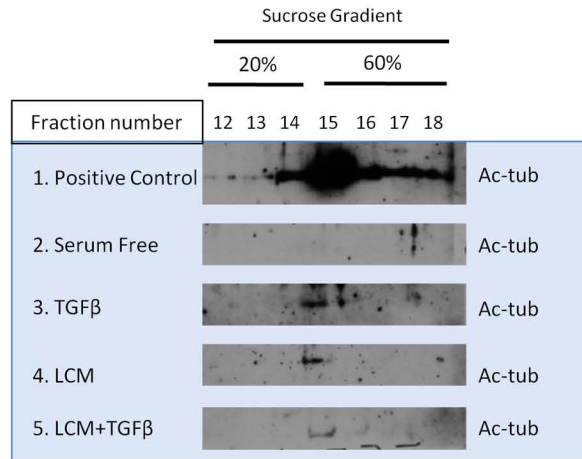 Sucrose Gradient
20% 60%
Fraction number 12 13 14 15 16 17 18
1. Positive Control Ac-tub
2. Serum Free Ac-tub
3. TGFβ Ac-tub
4. LCM Ac-tub
5. LCM+TGFβ Ac-tub